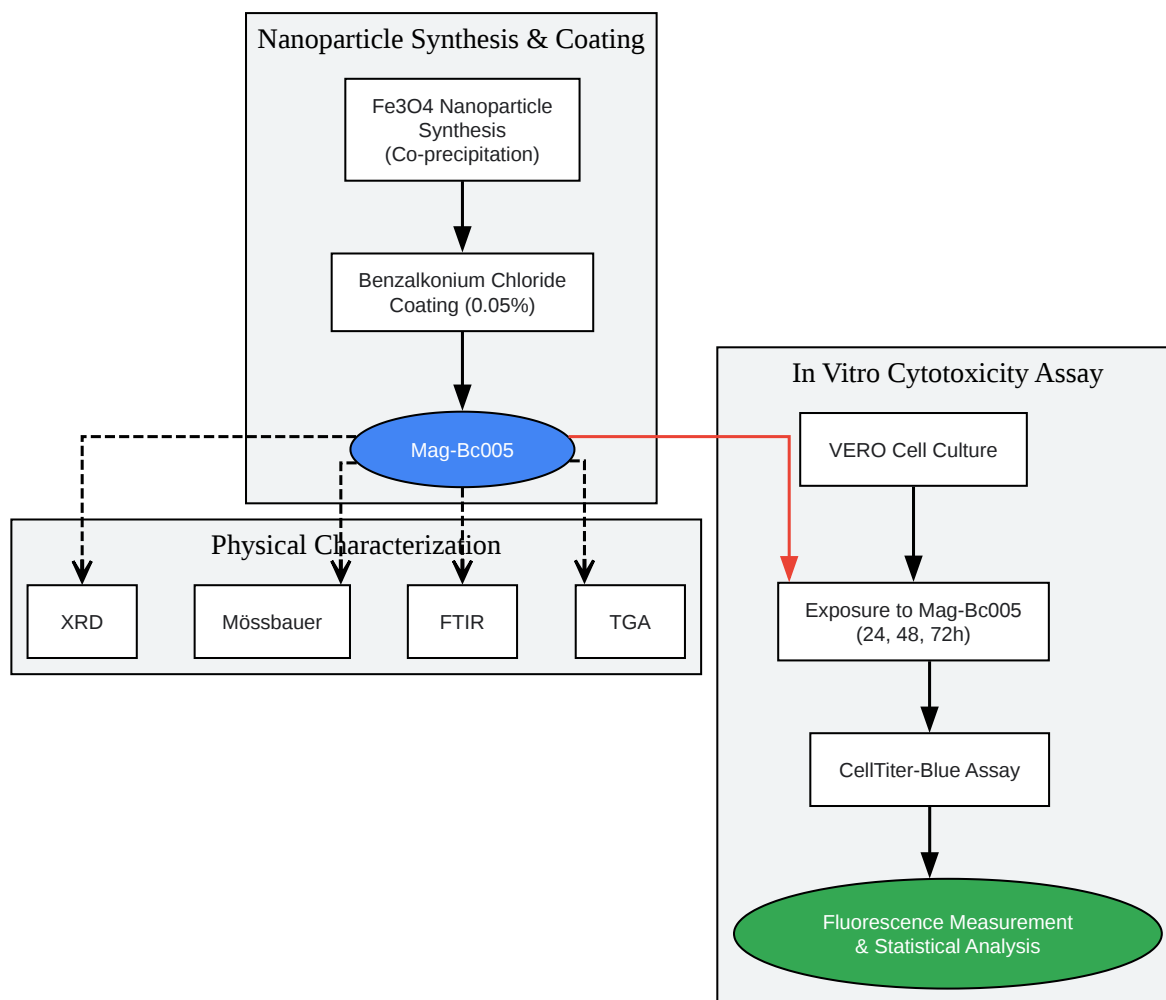 Nanoparticle Synthesis & Coating
Fe3O4 Nanoparticle
Synthesis
(Co-precipitation)
Benzalkonium Chloride
Coating (0.05%)
Mag-Bc005
Physical Characterization
XRD
Mössbauer
FTIR
TGA
In Vitro Cytotoxicity Assay
VERO Cell Culture
Exposure to Mag-Bc005
(24, 48, 72h)
CellTiter-Blue Assay
Fluorescence Measurement
& Statistical Analysis